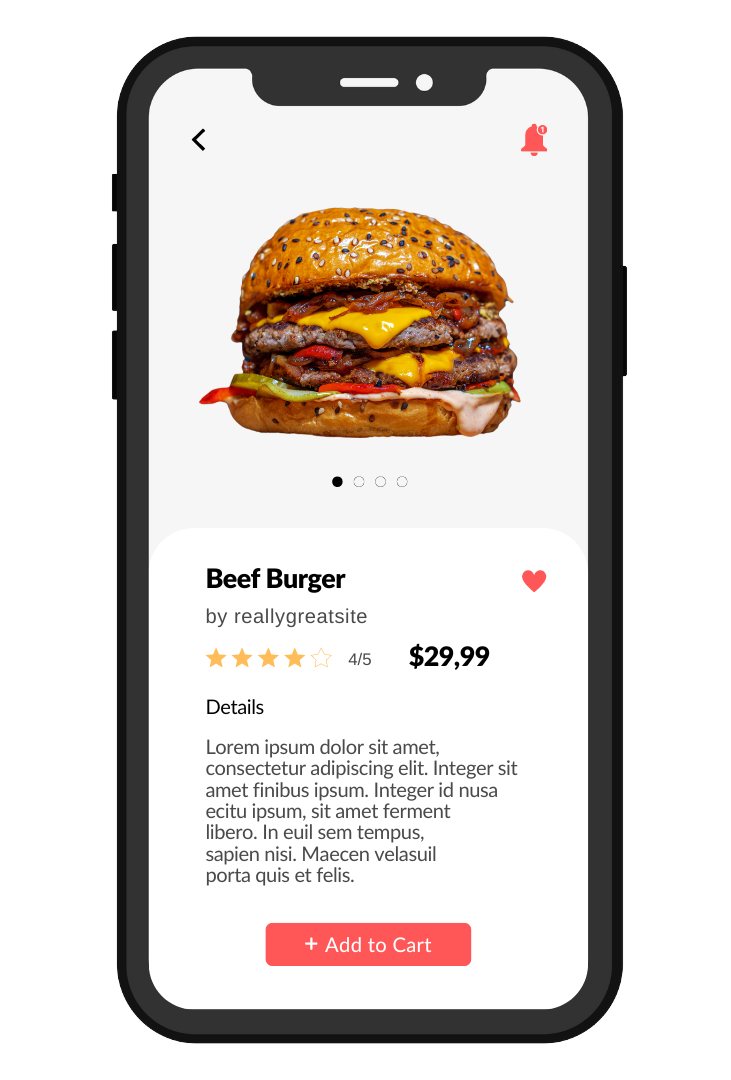 1
Beef Burger
by reallygreatsite
4/5 $29,99
Details
Lorem ipsum dolor sit amet,
consectetur adipiscing elit. Integer sit
amet finibus ipsum. Integer id nusa
ecitu ipsum, sit amet ferment
libero. In euil sem tempus,
sapien nisi. Maecen velasuil
porta quis et felis.
+ Add to Cart